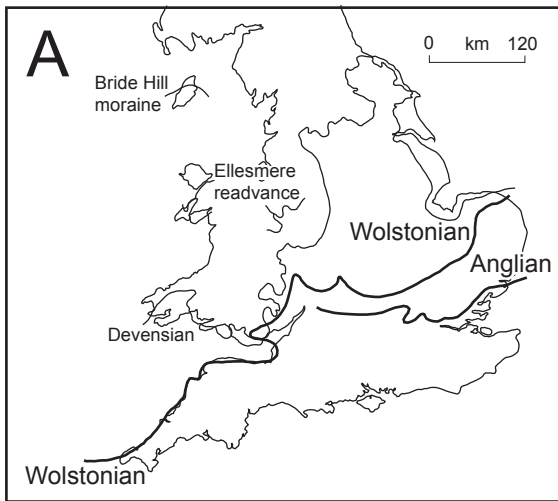 A
0 km 120
Bride Hill
moraine
Ellesmere
readvance
Wolstonian
Anglian
Devensian
Wolstonian